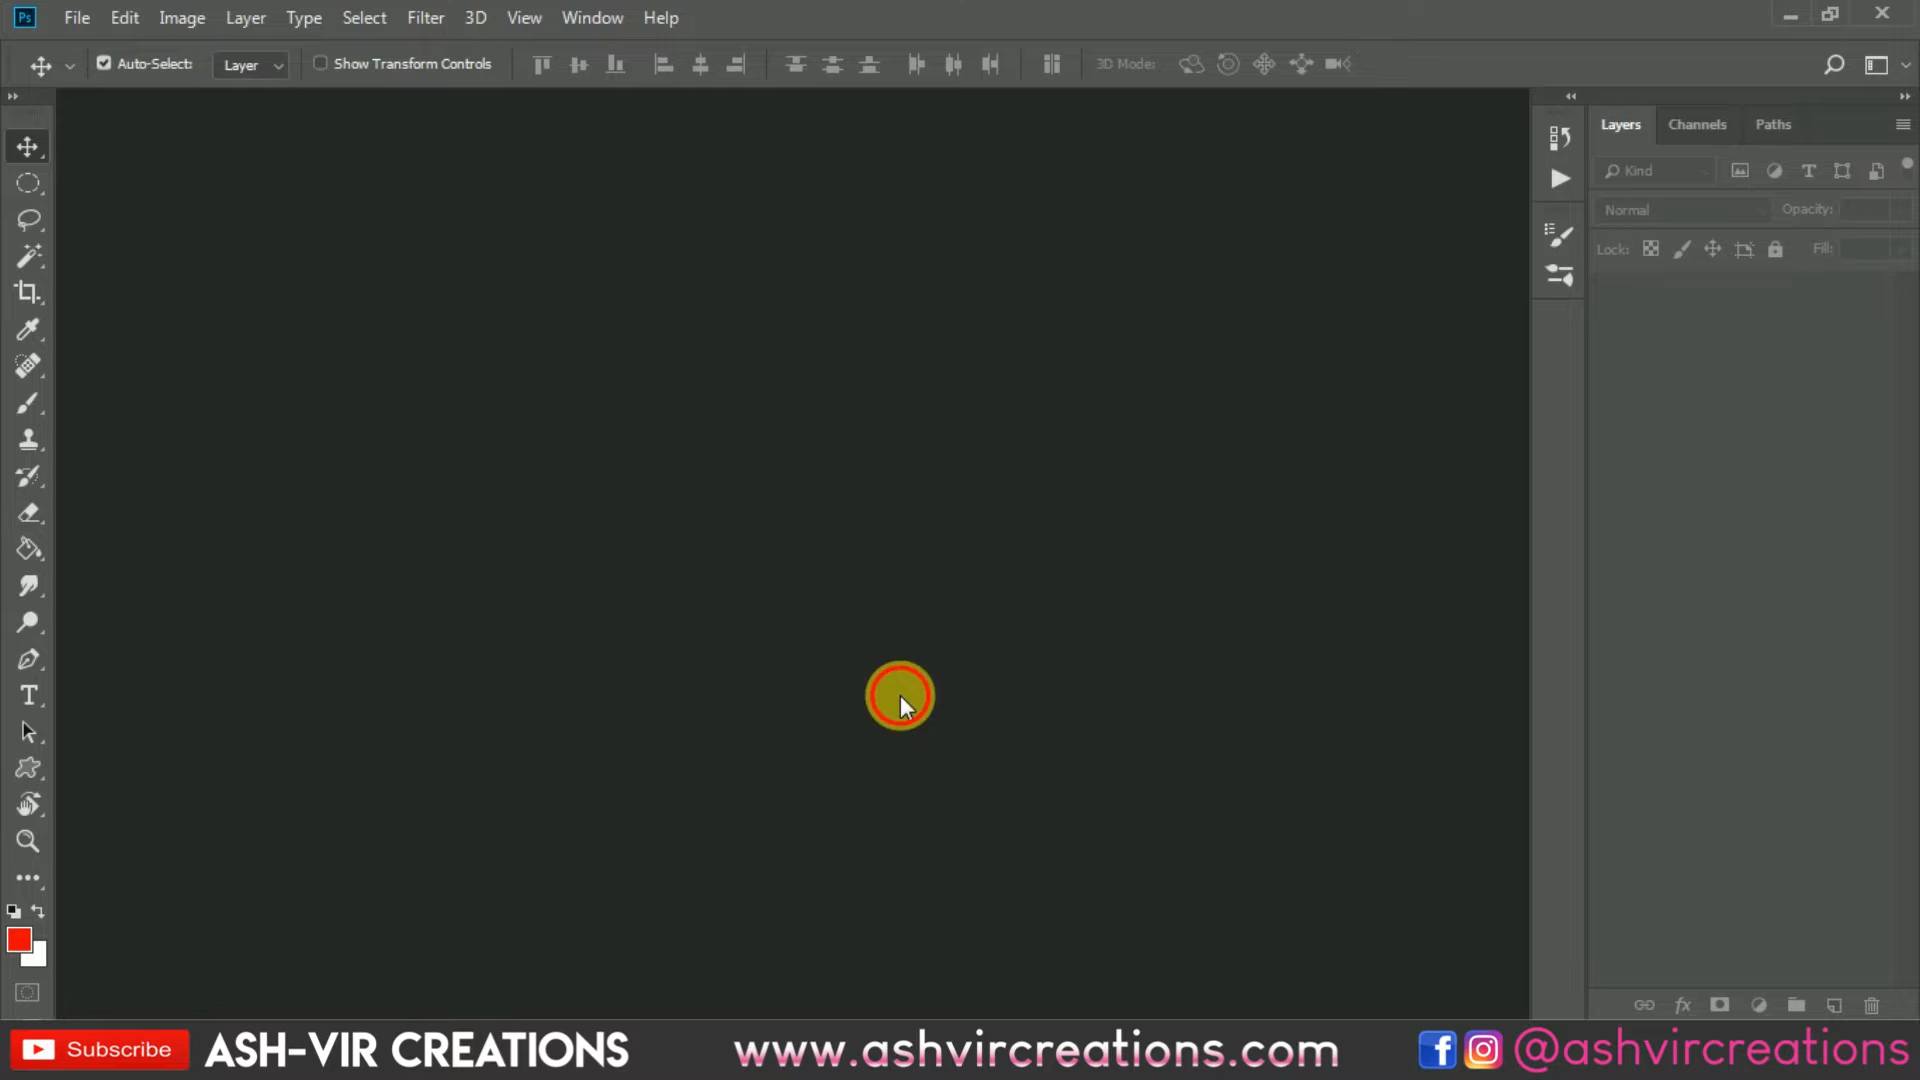 Ps File Edit Image Layer Type Select Filter 3D View Window Help
Auto-Select: Layer Show Transform Controls 3D Mode:
Layers Channels Paths
Kind
Normal Opacity:
Lock: Fill:
T
fx
Subscribe ASH-VIR CREATIONS www.ashvircreations.com @ashvircreations